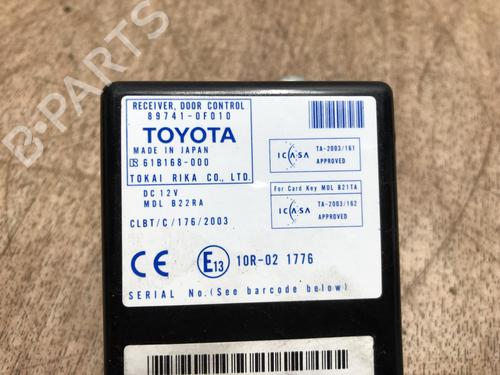 RECEIVER, DOOR CONTROL
89741-0F010
TOYOTA
MADE IN JAPAN
61B168-000
TOKAI RIKA CO., LTD.
DC 12V
MDL B22RA
CLBT/C/176/2003
ICASA
TA-2003/161
APPROVED
For Card Key MDL B21TA
ICASA
TA-2003/162
APPROVED
CE E13 10R-02 1776
SERIAL No.(See barcode below)